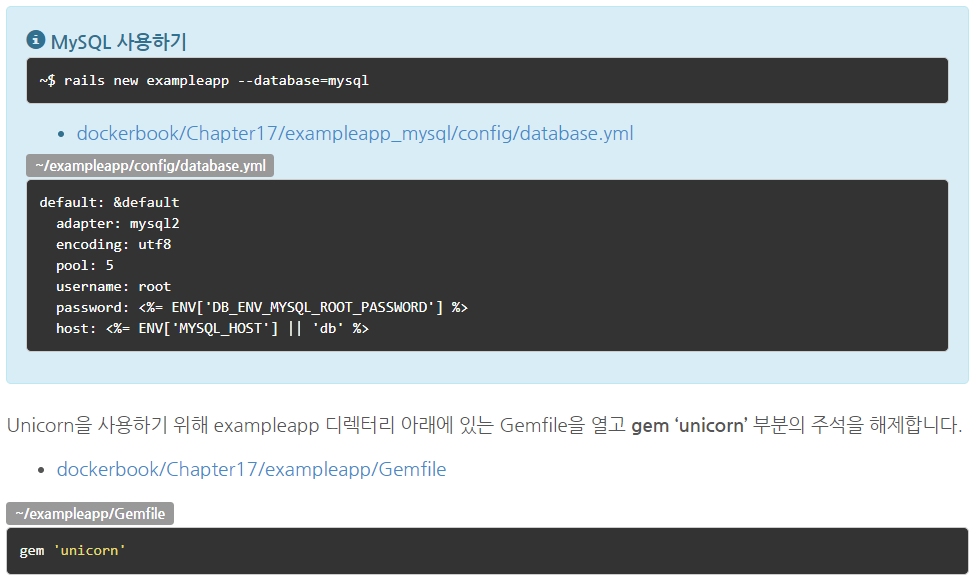 MySQL 사용하기
~$ rails new exampleapp --database=mysql
• dockerbook/Chapter17/exampleapp_mysql/config/database.yml
~/exampleapp/config/database.yml
default: &default
  adapter: mysql2
  encoding: utf8
  pool: 5
  username: root
  password: <%= ENV['DB_ENV_MYSQL_ROOT_PASSWORD'] %>
  host: <%= ENV['MYSQL_HOST'] || 'db' %>
Unicorn을 사용하기 위해 exampleapp 디렉터리 아래에 있는 Gemfile을 열고 gem ‘unicorn’ 부분의 주석을 해제합니다.
• dockerbook/Chapter17/exampleapp/Gemfile
~/exampleapp/Gemfile
gem 'unicorn'